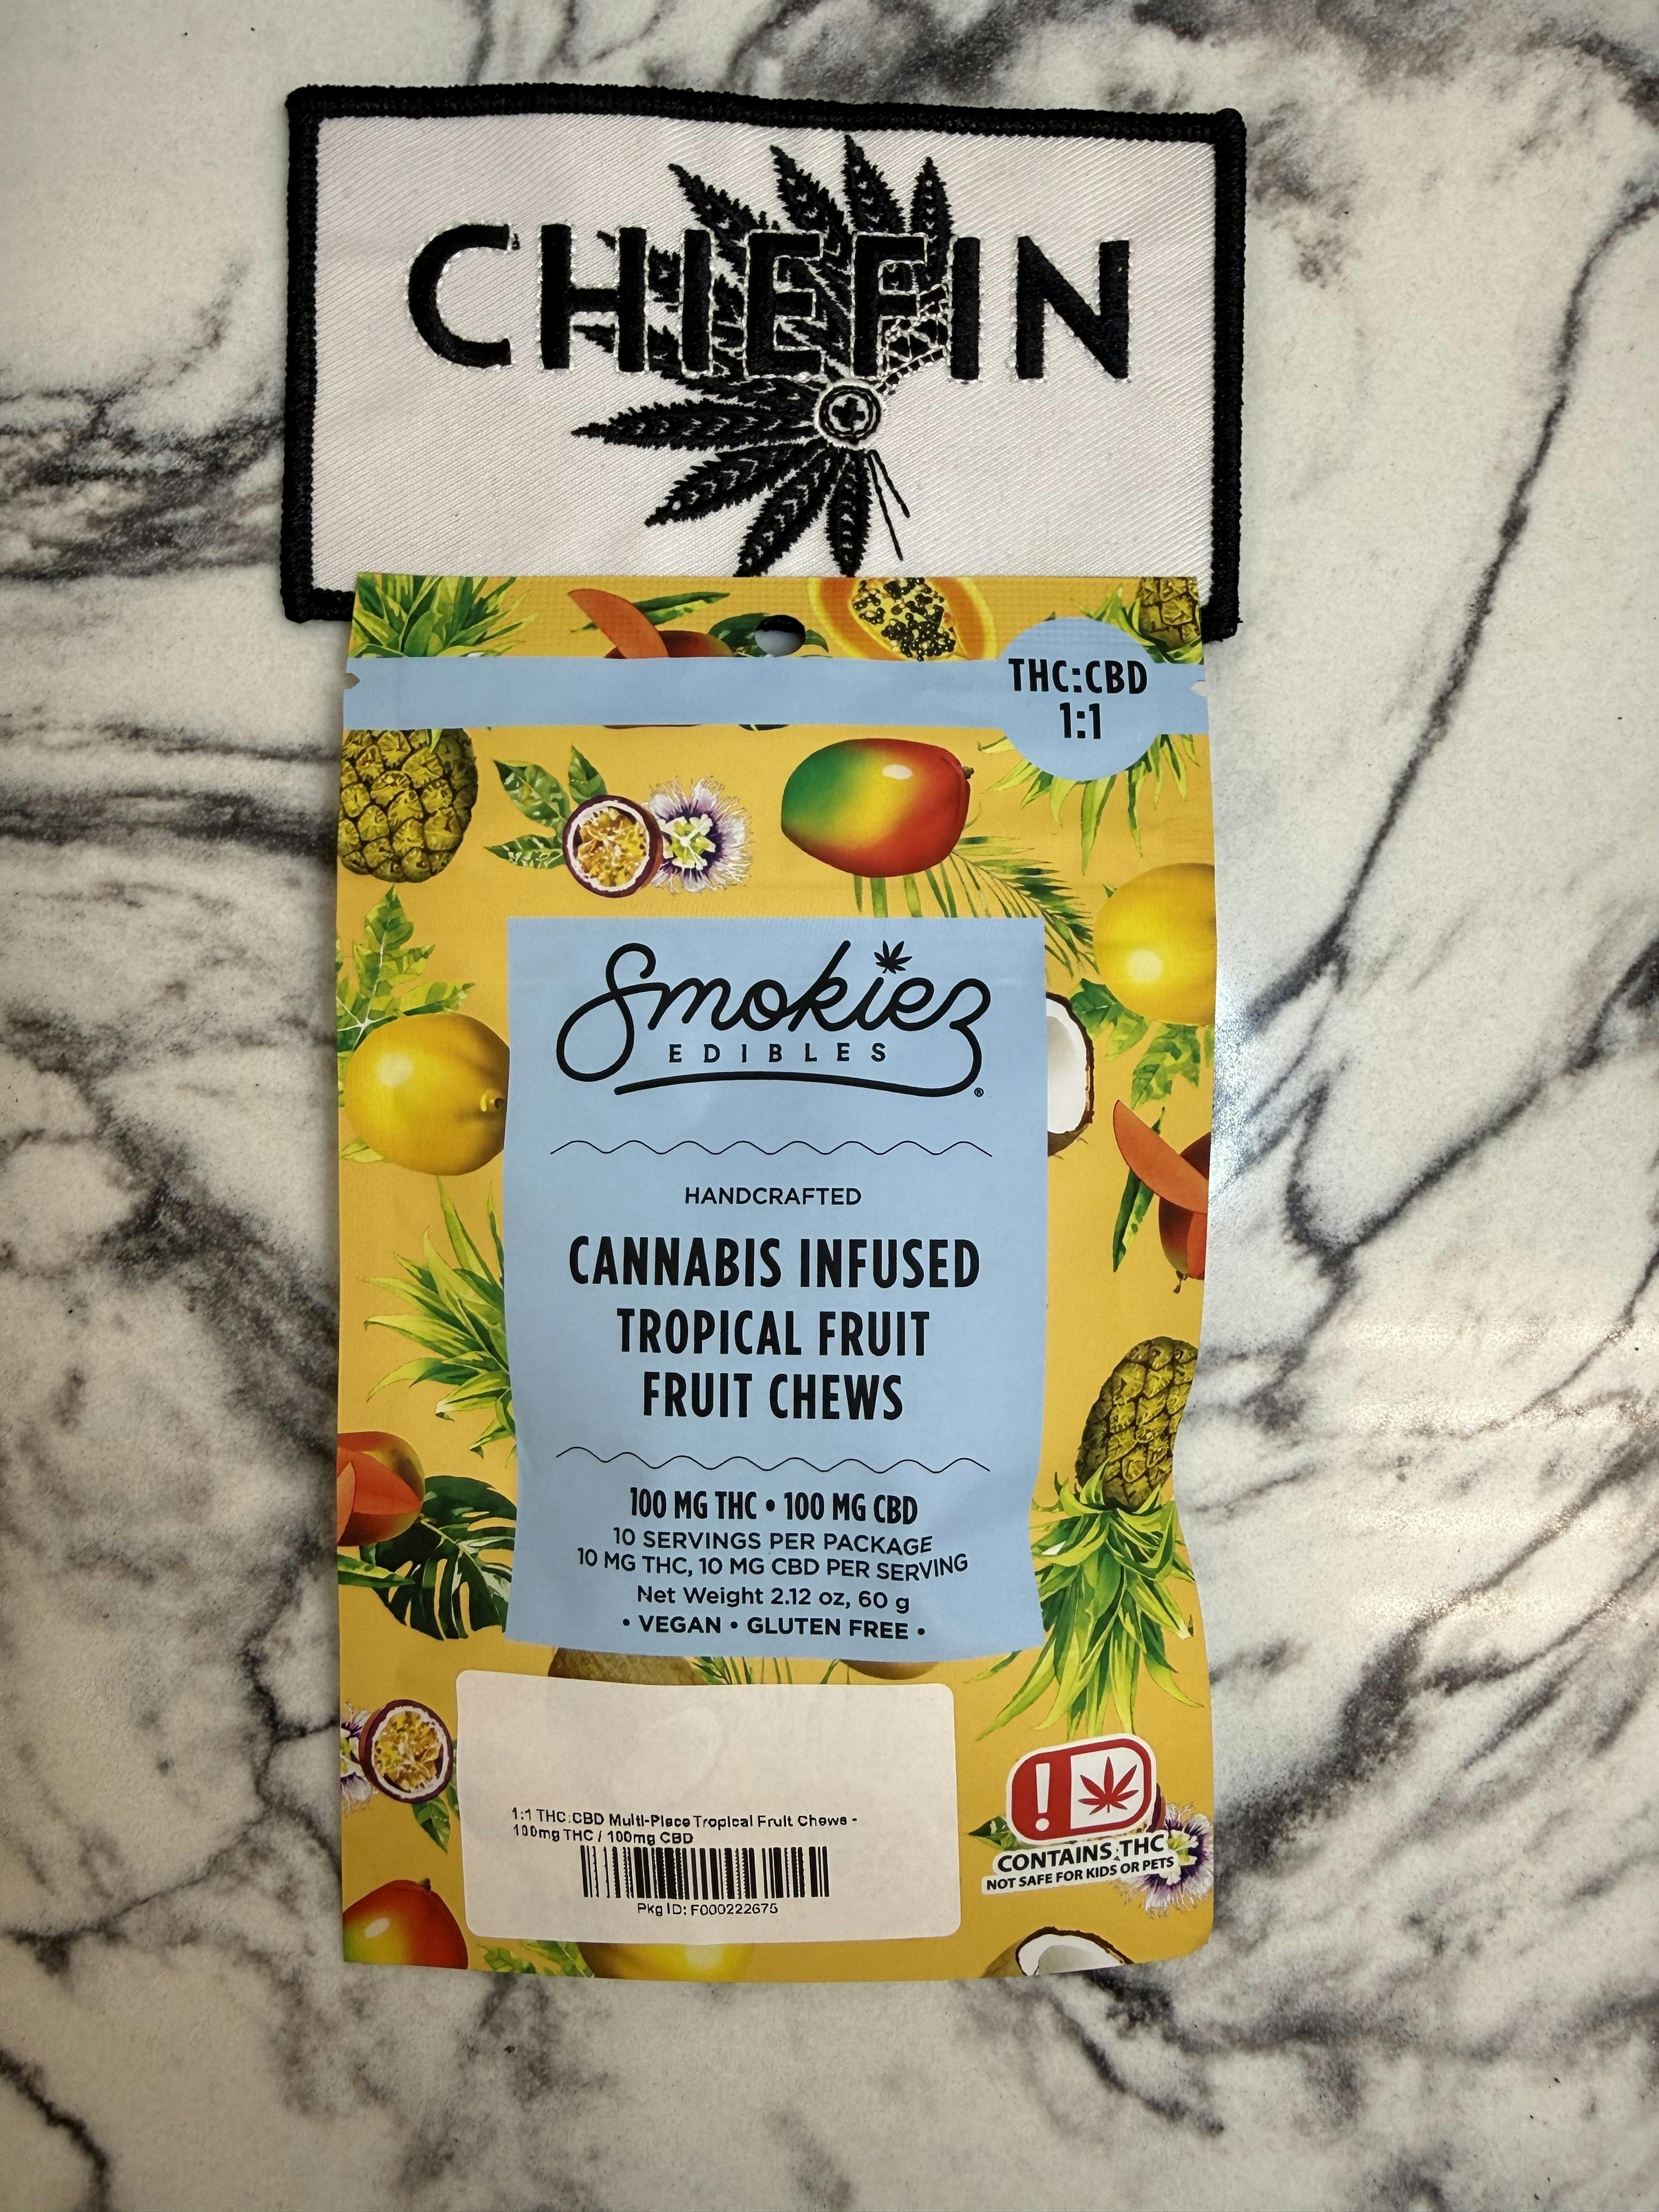 CHIEFIN
THC:CBD
1:1
Smokiez
EDIBLES
®
HANDCRAFTED
CANNABIS INFUSED
TROPICAL FRUIT
FRUIT CHEWS
100 MG THC • 100 MG CBD
10 SERVINGS PER PACKAGE
10 MG THC, 10 MG CBD PER SERVING
Net Weight 2.12 oz, 60 g
• VEGAN • GLUTEN FREE •
1:1 THC:CBD Multi-Piece Tropical Fruit Chews -
100mg THC / 100mg CBD
Pkg ID: F000222675
!
CONTAINS THC
NOT SAFE FOR KIDS OR PETS